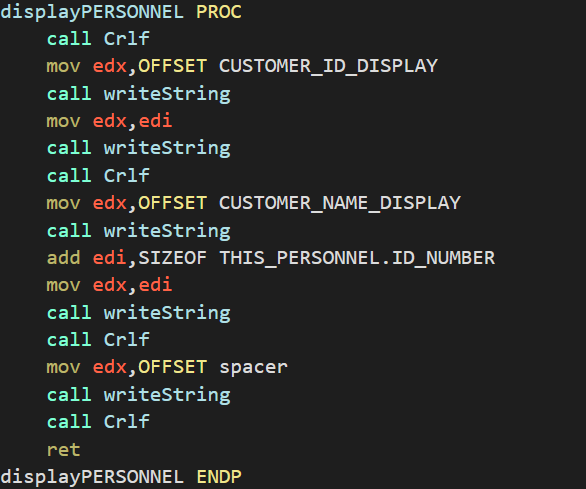 displayPERSONNEL PROC
    call Crlf
    mov edx,OFFSET CUSTOMER_ID_DISPLAY
    call writeString
    mov edx,edi
    call writeString
    call Crlf
    mov edx,OFFSET CUSTOMER_NAME_DISPLAY
    call writeString
    add edi,SIZEOF THIS_PERSONNEL.ID_NUMBER
    mov edx,edi
    call writeString
    call Crlf
    mov edx,OFFSET spacer
    call writeString
    call Crlf
    ret
displayPERSONNEL ENDP